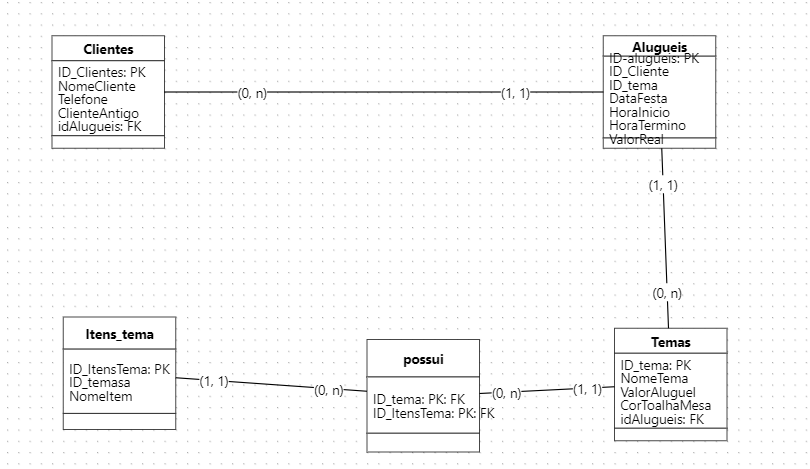 Clientes
ID_Clientes: PK
NomeCliente
Telefone
ClienteAntigo
idAlugueis: FK
(0, n)
(1, 1)
Alugueis
ID-alugueis: PK
ID_Cliente
ID_tema
DataFesta
HoraInicio
HoraTermino
ValorReal
(1, 1)
(0, n)
Itens_tema
ID_ItensTema: PK
ID_temasa
NomeItem
(1, 1)
(0, n)
possui
ID_tema: PK: FK
ID_ItensTema: PK: FK
(0, n)
(1, 1)
Temas
ID_tema: PK
NomeTema
ValorAluguel
CorToalhaMesa
idAlugueis: FK